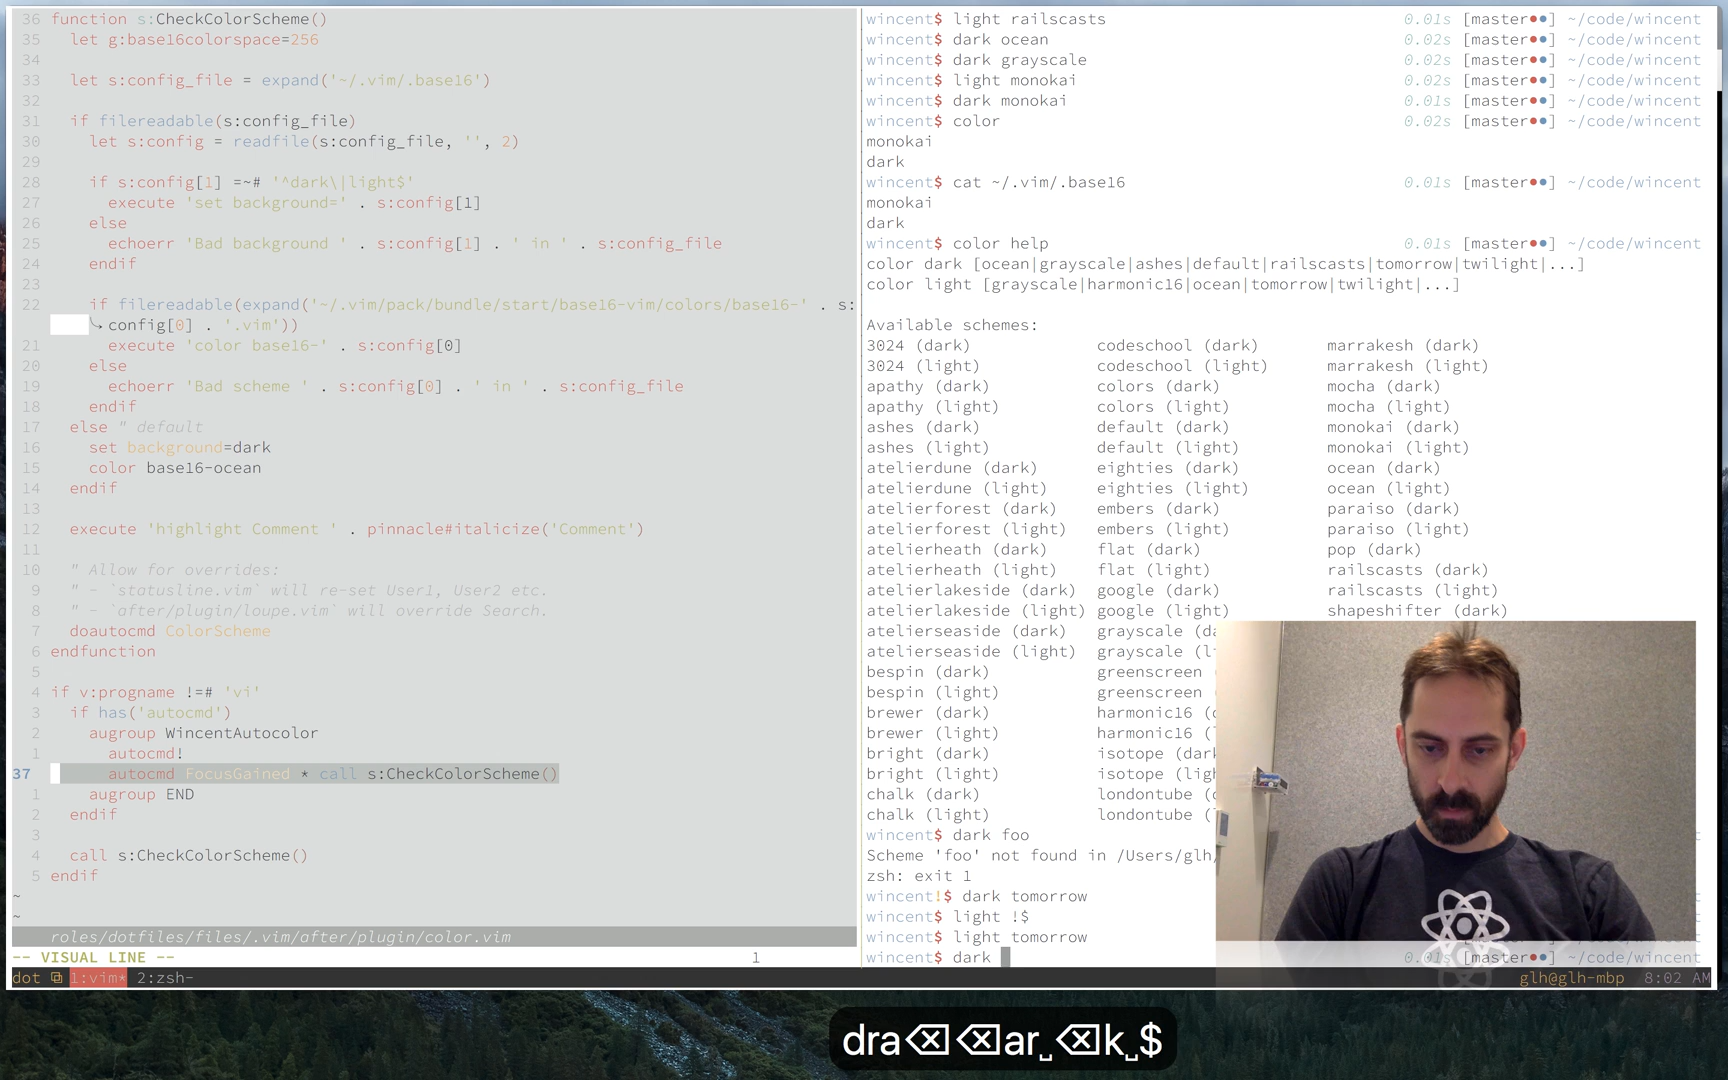 36 function s:CheckColorScheme()
35   let g:base16colorspace=256
34
33   let s:config_file = expand('~/.vim/.base16')
32
31   if filereadable(s:config_file)
30     let s:config = readfile(s:config_file, '', 2)
29
28     if s:config[1] =~# '^dark\|light$'
27       execute 'set background=' . s:config[1]
26     else
25       echoerr 'Bad background ' . s:config[1] . ' in ' . s:config_file
24     endif
23
22     if filereadable(expand('~/.vim/pack/bundle/start/base16-vim/colors/base16-' . s:
config[0] . '.vim'))
21       execute 'color base16-' . s:config[0]
20     else
19       echoerr 'Bad scheme ' . s:config[0] . ' in ' . s:config_file
18     endif
17   else " default
16     set background=dark
15     color base16-ocean
14   endif
13
12   execute 'highlight Comment ' . pinnacle#italicize('Comment')
11
10   " Allow for overrides:
9   " - `statusline.vim` will re-set User1, User2 etc.
8   " - `after/plugin/loupe.vim` will override Search.
7   doautocmd ColorScheme
6 endfunction
5
4 if v:progname !=# 'vi'
3   if has('autocmd')
2     augroup WincentAutocolor
1       autocmd!
37       autocmd FocusGained * call s:CheckColorScheme()
1     augroup END
2   endif
3
4   call s:CheckColorScheme()
5 endif
~
~
roles/dotfiles/files/.vim/after/plugin/color.vim
-- VISUAL LINE -- 1
wincent$ light railscasts 0.01s [master••] ~/code/wincent
wincent$ dark ocean 0.02s [master••] ~/code/wincent
wincent$ dark grayscale 0.02s [master••] ~/code/wincent
wincent$ light monokai 0.02s [master••] ~/code/wincent
wincent$ dark monokai 0.01s [master••] ~/code/wincent
wincent$ color 0.02s [master••] ~/code/wincent
monokai
dark
wincent$ cat ~/.vim/.base16 0.01s [master••] ~/code/wincent
monokai
dark
wincent$ color help 0.01s [master••] ~/code/wincent
color dark [ocean|grayscale|ashes|default|railscasts|tomorrow|twilight|...]
color light [grayscale|harmonic16|ocean|tomorrow|twilight|...]

Available schemes:
3024 (dark) codeschool (dark) marrakesh (dark)
3024 (light) codeschool (light) marrakesh (light)
apathy (dark) colors (dark) mocha (dark)
apathy (light) colors (light) mocha (light)
ashes (dark) default (dark) monokai (dark)
ashes (light) default (light) monokai (light)
atelierdune (dark) eighties (dark) ocean (dark)
atelierdune (light) eighties (light) ocean (light)
atelierforest (dark) embers (dark) paraiso (dark)
atelierforest (light) embers (light) paraiso (light)
atelierheath (dark) flat (dark) pop (dark)
atelierheath (light) flat (light) railscasts (dark)
atelierlakeside (dark) google (dark) railscasts (light)
atelierlakeside (light) google (light) shapeshifter (dark)
atelierseaside (dark) grayscale (da
atelierseaside (light) grayscale (l
bespin (dark) greenscreen
bespin (light) greenscreen
brewer (dark) harmonic16 (
brewer (light) harmonic16 (
bright (dark) isotope (dark
bright (light) isotope (ligh
chalk (dark) londontube (
chalk (light) londontube (
wincent$ dark foo
Scheme 'foo' not found in /Users/glh/
zsh: exit 1
wincent!$ dark tomorrow
wincent$ light !$
wincent$ light tomorrow
wincent$ dark 0.01s [master••] ~/code/wincent
dot 1:vim* 2:zsh- glh@glh-mbp 8:02 AM
dra⌫⌫ar␣⌫k␣$